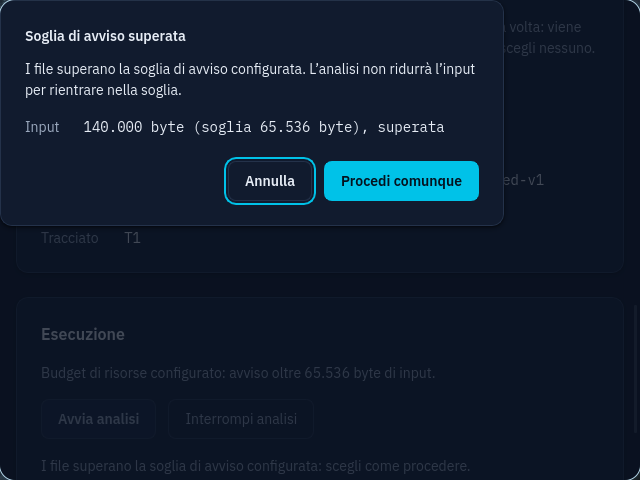 Soglia di avviso superata
I file superano la soglia di avviso configurata. L’analisi non ridurrà l’input
per rientrare nella soglia.
Input 140.000 byte (soglia 65.536 byte), superata
Annulla Procedi comunque
volta: viene
scegli nessuno.
ed-v1
Tracciato T1
Esecuzione
Budget di risorse configurato: avviso oltre 65.536 byte di input.
Avvia analisi Interrompi analisi
I file superano la soglia di avviso configurata: scegli come procedere.